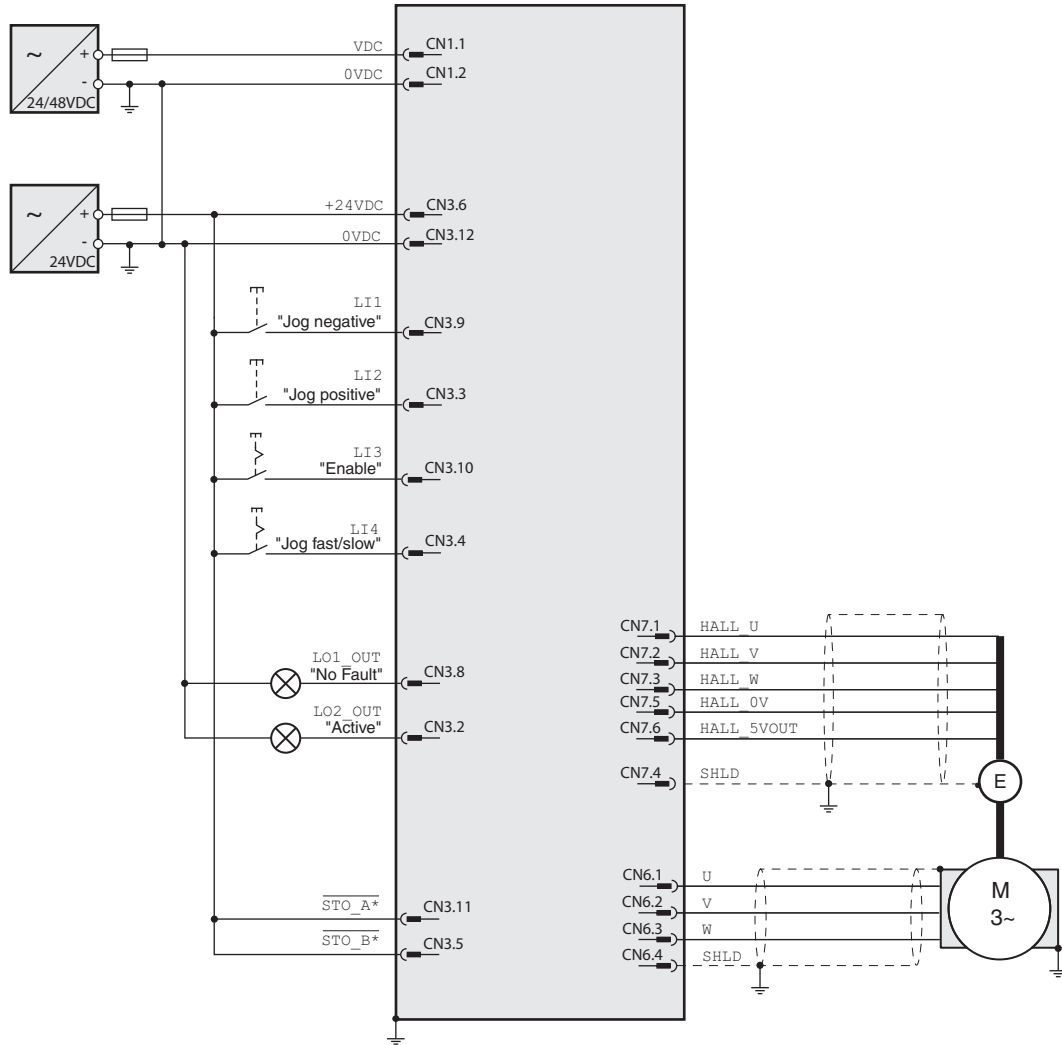 ~
+
-
24/48VDC
VDC
CN1.1
0VDC
CN1.2
~
+
-
24VDC
+24VDC
CN3.6
0VDC
CN3.12
LI1
"Jog negative"
CN3.9
LI2
"Jog positive"
CN3.3
LI3
"Enable"
CN3.10
LI4
"Jog fast/slow"
CN3.4
LO1_OUT
"No Fault"
CN3.8
LO2_OUT
"Active"
CN3.2
STO_A*
CN3.11
STO_B*
CN3.5
CN7.1
HALL_U
CN7.2
HALL_V
CN7.3
HALL_W
CN7.5
HALL_0V
CN7.6
HALL_5VOUT
CN7.4
SHLD
E
CN6.1
U
CN6.2
V
CN6.3
W
CN6.4
SHLD
M
3~